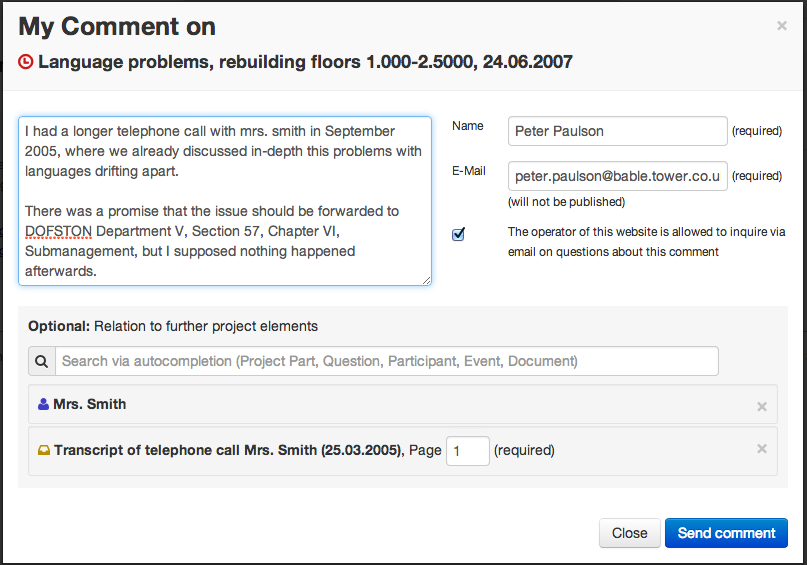 My Comment on
Language problems, rebuilding floors 1.000-2.5000, 24.06.2007
I had a longer telephone call with mrs. smith in September
2005, where we already discussed in-depth this problems with
languages drifting apart.
There was a promise that the issue should be forwarded to
DOFSTON Department V, Section 57, Chapter VI,
Submanagement, but I supposed nothing happened
afterwards.
Name
Peter Paulson
(required)
E-Mail
peter.paulson@bable.tower.co.u
(required)
(will not be published)
The operator of this website is allowed to inquire via
email on questions about this comment
Optional: Relation to further project elements
Search via autocompletion (Project Part, Question, Participant, Event, Document)
Mrs. Smith
Transcript of telephone call Mrs. Smith (25.03.2005), Page 1 (required)
Close
Send comment